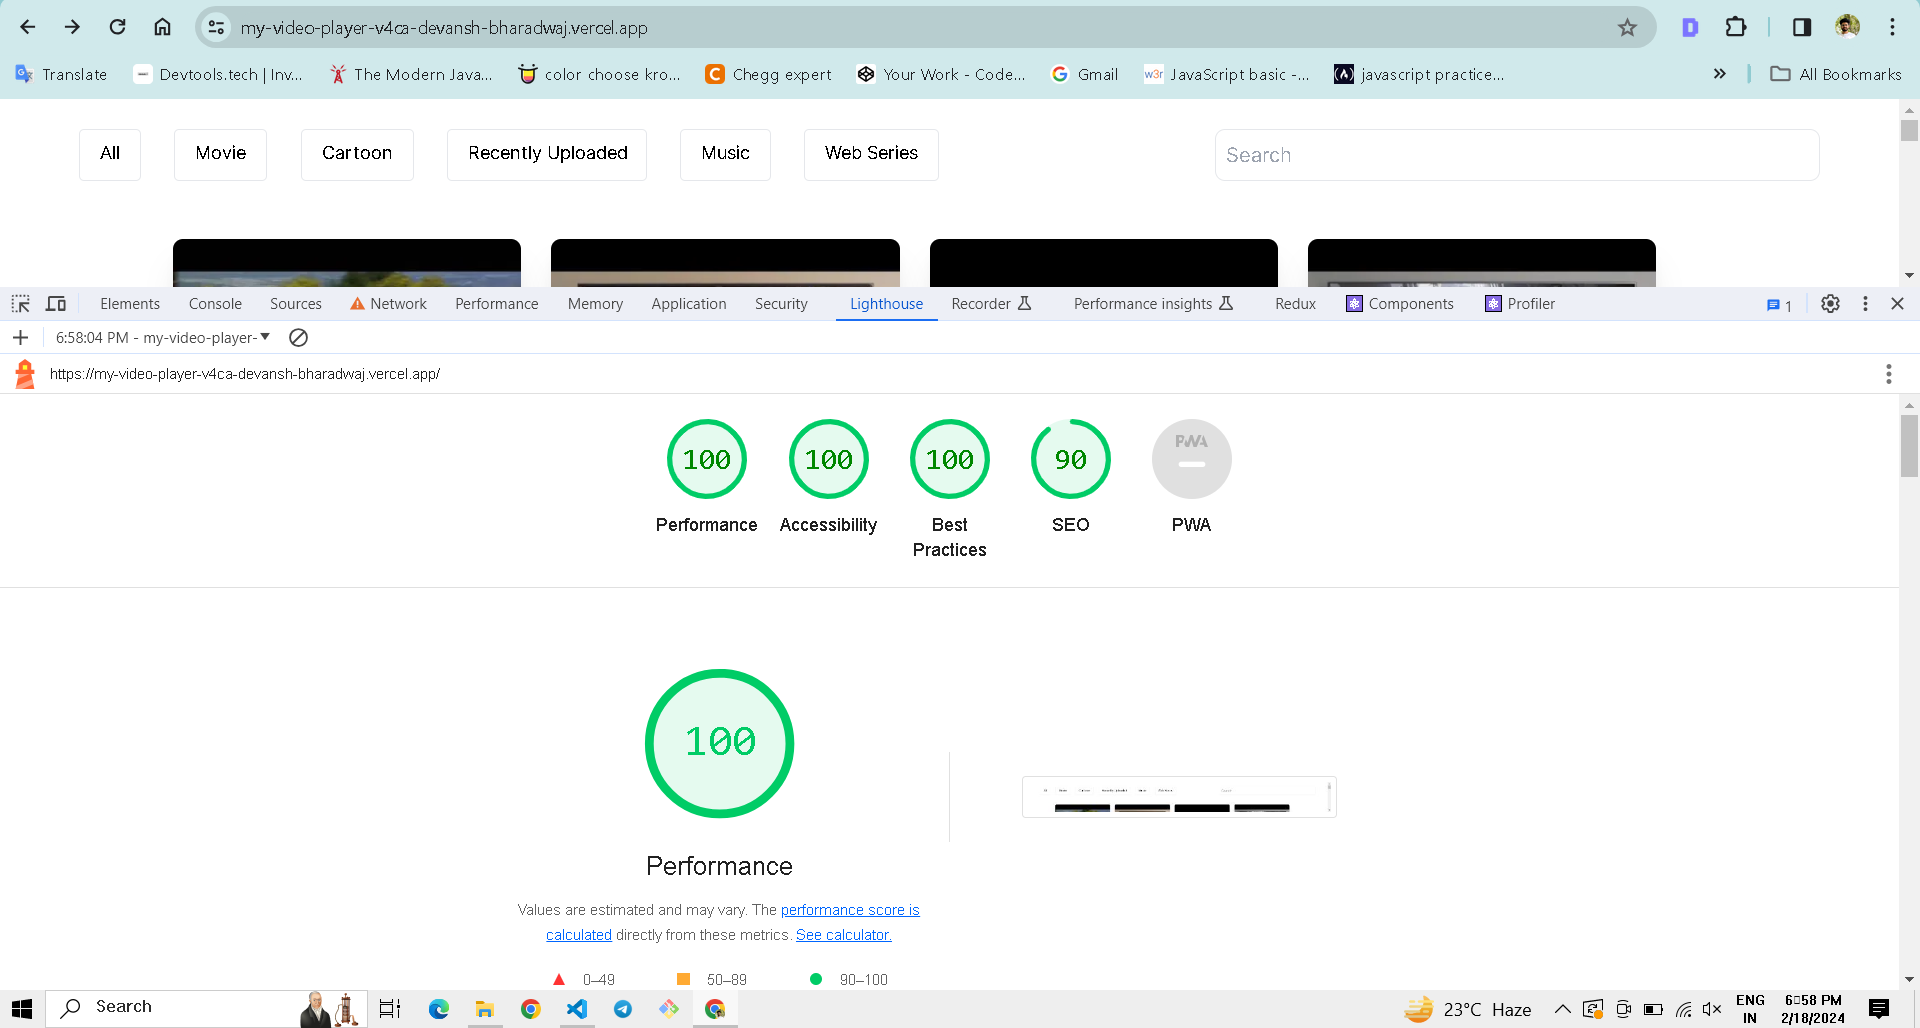 my-video-player-v4ca-devansh-bharadwaj.vercel.app
Translate
Devtools.tech | Inv...
The Modern Java...
color choose kro...
Chegg expert
Your Work - Code...
Gmail
w3r
JavaScript basic -...
javascript practice...
All Bookmarks
All
Movie
Cartoon
Recently Uploaded
Music
Web Series
Search
Elements
Console
Sources
Network
Performance
Memory
Application
Security
Lighthouse
Recorder
Performance insights
Redux
Components
Profiler
1
6:58:04 PM - my-video-player-
https://my-video-player-v4ca-devansh-bharadwaj.vercel.app/
100
Performance
100
Accessibility
100
Best
Practices
90
SEO
PWA
PWA
100
Performance
Values are estimated and may vary. The performance score is
calculated directly from these metrics. See calculator.
0–49
50–89
90–100
Search
23°C Haze
ENG
IN
6:58 PM
2/18/2024